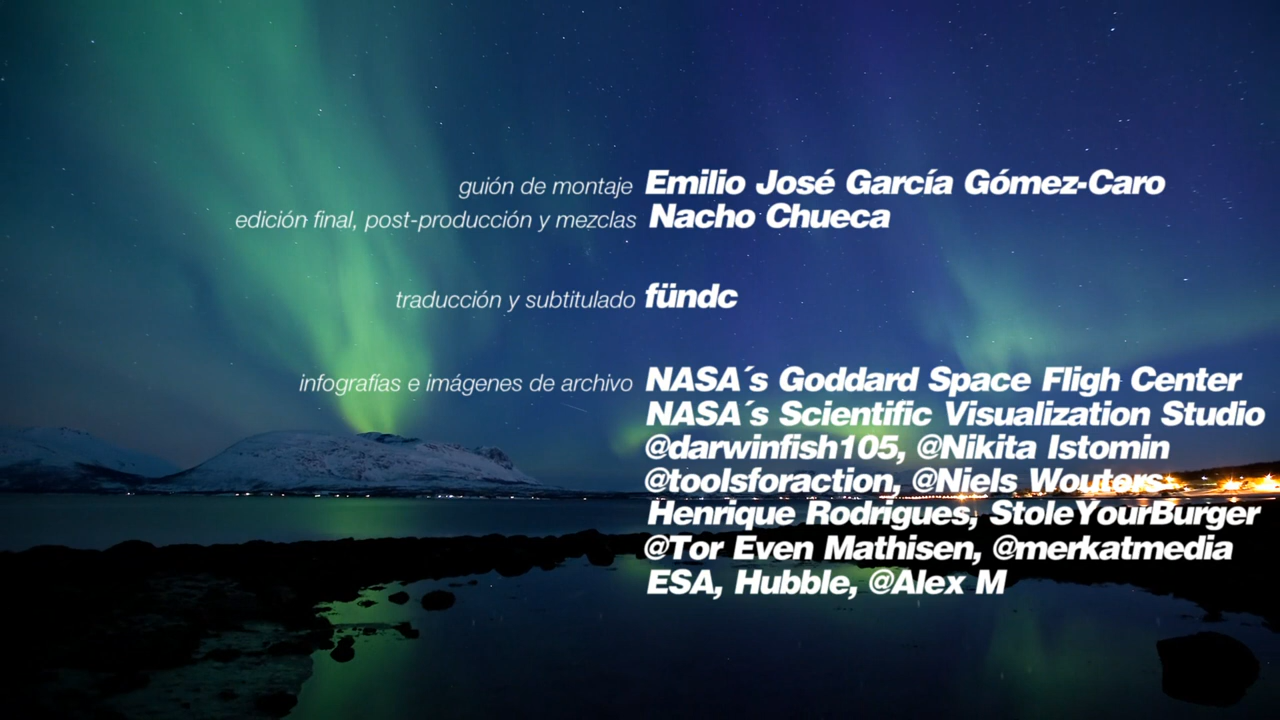 guión de montaje Emilio José García Gómez-Caro
edición final, post-producción y mezclas Nacho Chueca
traducción y subtitulado fündc
infografías e imágenes de archivo NASA´s Goddard Space Fligh Center
NASA´s Scientific Visualization Studio
@darwinfish105, @Nikita Istomin
@toolsforaction, @Niels Wouters
Henrique Rodrigues, StoleYourBurger
@Tor Even Mathisen, @merkatmedia
ESA, Hubble, @Alex M